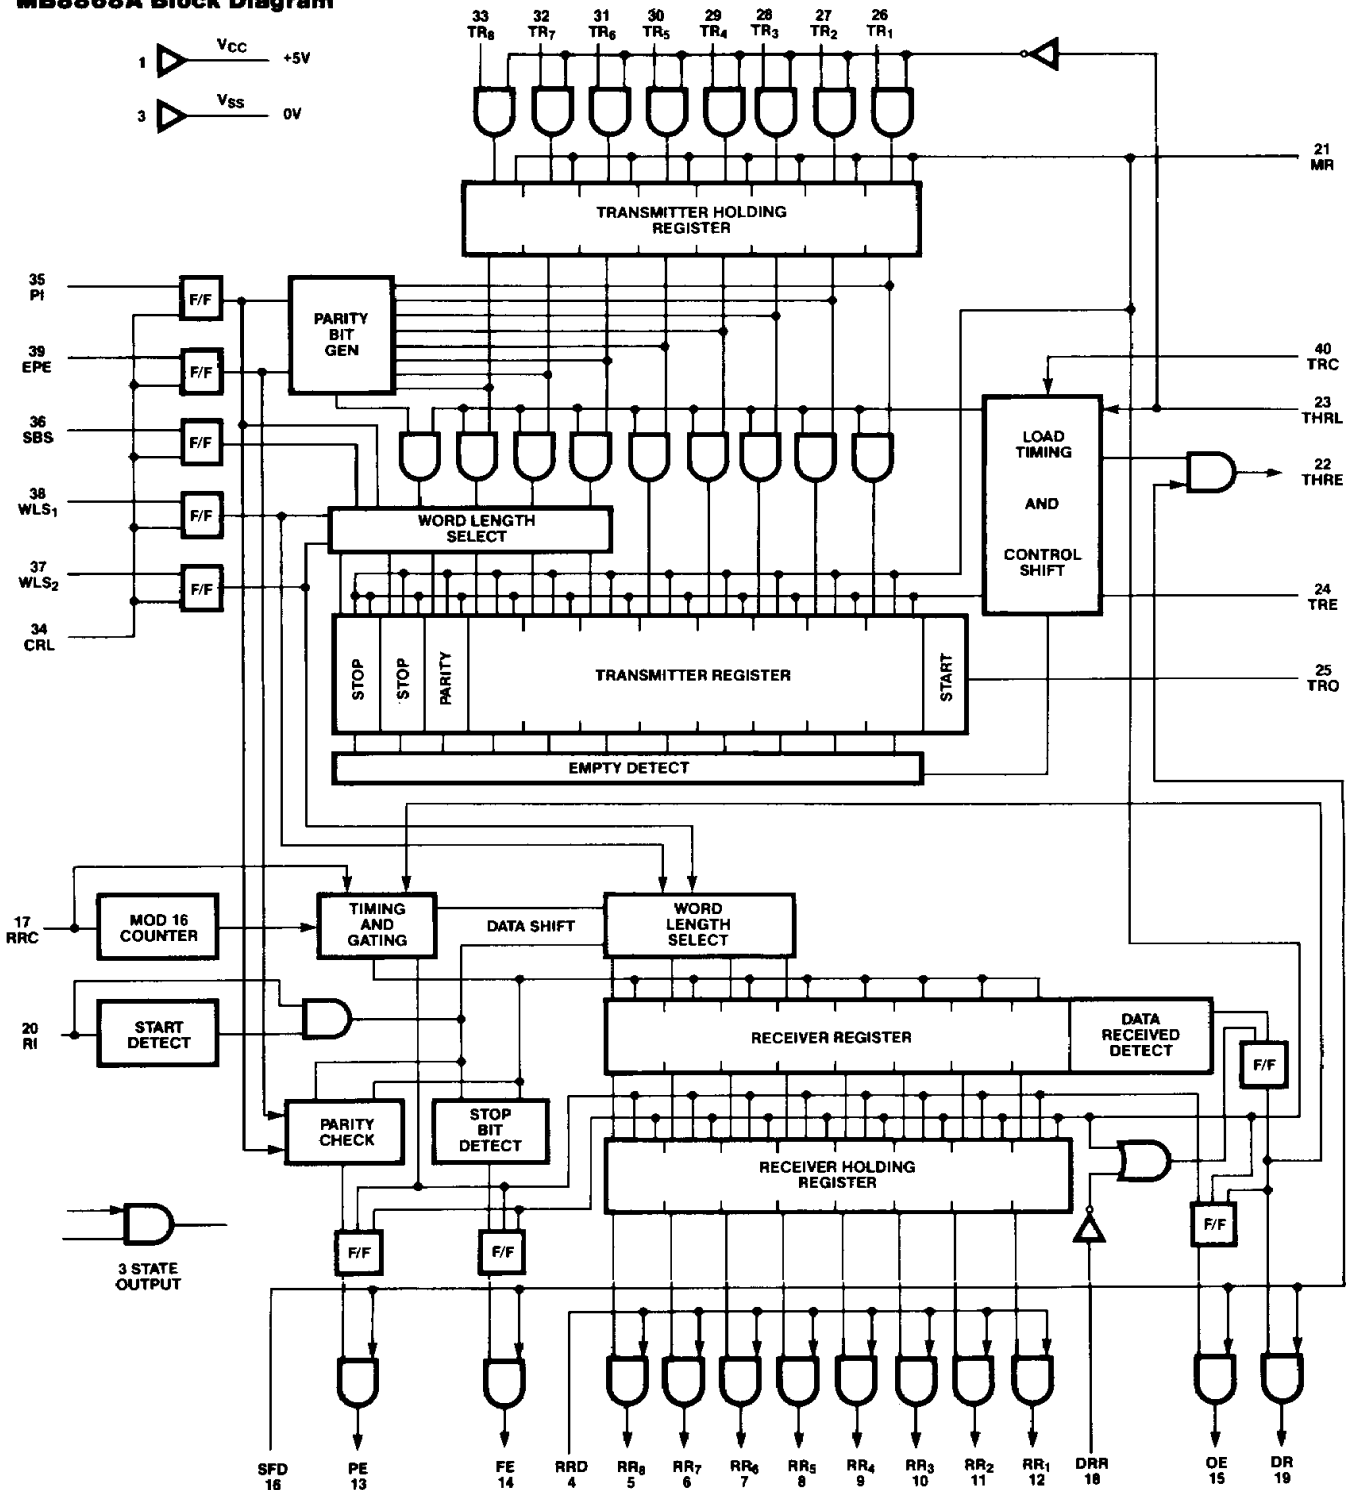 MB8868A Block Diagram
1 VCC +5V
3 VSS 0V
33 32 31 30 29 28 27 26
TR8 TR7 TR6 TR5 TR4 TR3 TR2 TR1
21
MR
TRANSMITTER HOLDING
REGISTER
35
PI
F/F
PARITY
BIT
GEN
39
EPE
F/F
40
TRC
36
SBS
F/F
23
THRL
LOAD
TIMING
AND
CONTROL
SHIFT
22
THRE
38
WLS1
F/F
WORD LENGTH
SELECT
37
WLS2
F/F
24
TRE
34
CRL
STOP
STOP
PARITY
TRANSMITTER REGISTER
START
25
TRO
EMPTY DETECT
17
RRC
MOD 16
COUNTER
TIMING
AND
GATING
DATA SHIFT
WORD
LENGTH
SELECT
20
RI
START
DETECT
RECEIVER REGISTER
DATA
RECEIVED
DETECT
F/F
PARITY
CHECK
STOP
BIT
DETECT
RECEIVER HOLDING
REGISTER
3 STATE
OUTPUT
F/F
F/F
F/F
SFD PE FE RRD RR8 RR7 RR6 RR5 RR4 RR3 RR2 RR1 DRR OE DR
16 13 14 4 5 6 7 8 9 10 11 12 18 15 19